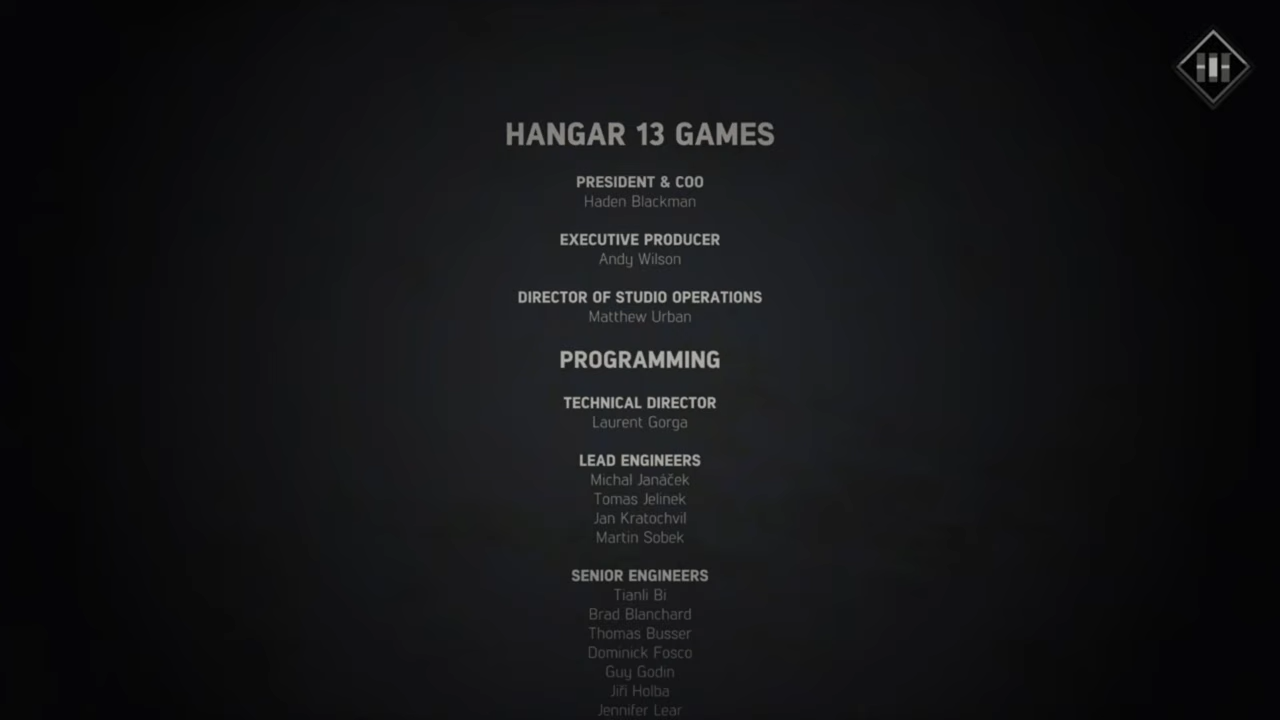 HANGAR 13 GAMES
PRESIDENT & COO
Haden Blackman
EXECUTIVE PRODUCER
Andy Wilson
DIRECTOR OF STUDIO OPERATIONS
Matthew Urban
PROGRAMMING
TECHNICAL DIRECTOR
Laurent Gorga
LEAD ENGINEERS
Michal Janáček
Tomas Jelinek
Jan Kratochvil
Martin Sobek
SENIOR ENGINEERS
Tianli Bi
Brad Blanchard
Thomas Busser
Dominick Fosco
Guy Godin
Jiří Holba
Jennifer Lear